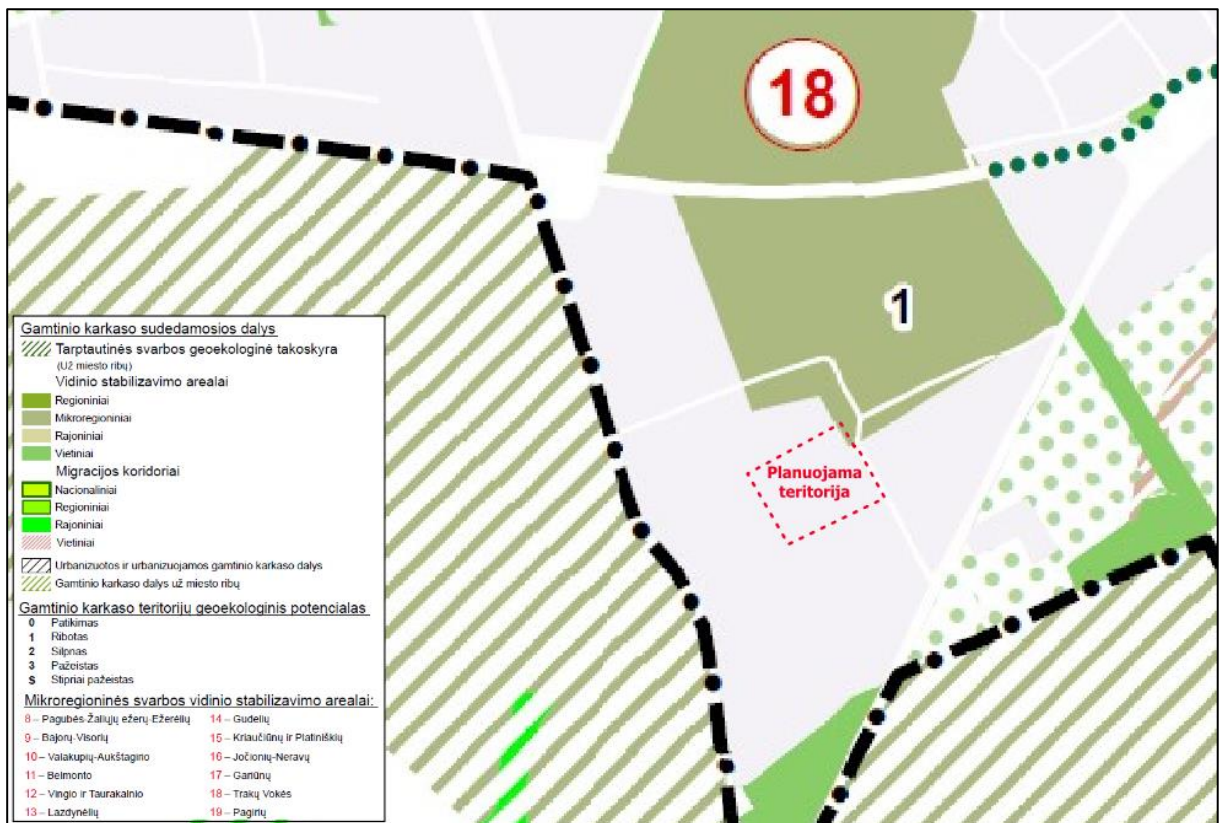 18
1
Planuojama
teritorija
Gamtinio karkaso sudedamosios dalys
Tarptautinės svarbos geoekologinė takoskyra
(Už miesto ribų)
Vidinio stabilizavimo arealai
Regioniniai
Mikroregioniniai
Rajoniniai
Vietiniai
Migracijos koridoriai
Nacionaliniai
Regioniniai
Rajoniniai
Vietiniai
Urbanizuotos ir urbanizuojamos gamtinio karkaso dalys
Gamtinio karkaso dalys už miesto ribų
Gamtinio karkaso teritorijų geoekologinis potencialas
0 Patikimas
1 Ribotas
2 Silpnas
3 Pažeistas
S Stipriai pažeistas
Mikroregioninės svarbos vidinio stabilizavimo arealai:
8 – Pagubės-Žaliųjų ežerų-Ežerėlių
9 – Bajorų-Visorių
10 – Valakupių-Aukštagirio
11 – Belmonto
12 – Vingio ir Taurakalnio
13 – Lazdynėlių
14 – Gudelių
15 – Kriaučiūnų ir Platiniškių
16 – Jočionių-Neravų
17 – Gariūnų
18 – Trakų Vokės
19 – Pagirių